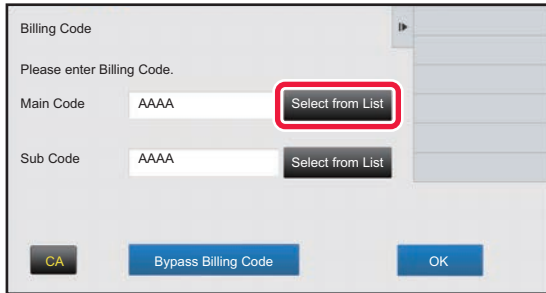 Billing Code
Please enter Billing Code.
Main Code AAAA Select from List
Sub Code AAAA Select from List
CA Bypass Billing Code OK